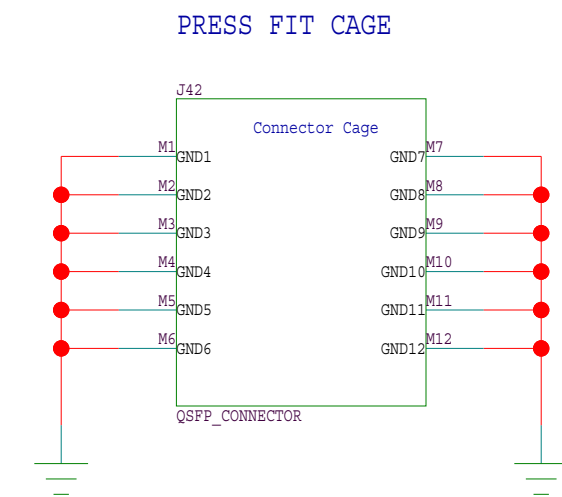 PRESS FIT CAGE
J42
Connector Cage
M1 GND1 GND7 M7
M2 GND2 GND8 M8
M3 GND3 GND9 M9
M4 GND4 GND10 M10
M5 GND5 GND11 M11
M6 GND6 GND12 M12
QSFP_CONNECTOR